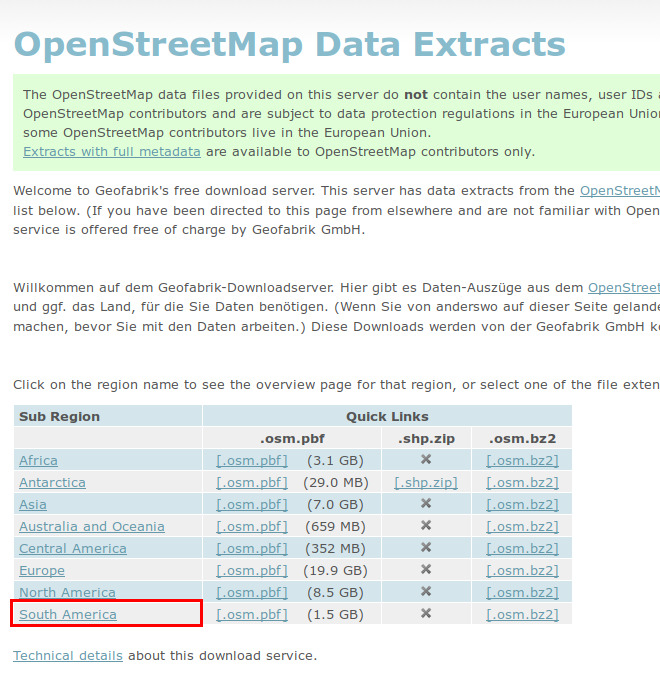 OpenStreetMap Data Extracts
The OpenStreetMap data files provided on this server do not contain the user names, user IDs
OpenStreetMap contributors and are subject to data protection regulations in the European
some OpenStreetMap contributors live in the European Union.
Extracts with full metadata are available to OpenStreetMap contributors only.
Welcome to Geofabrik's free download server. This server has data extracts from the
list below. (If you have been directed to this page from elsewhere and are not familiar with Open
service is offered free of charge by Geofabrik GmbH.
Willkommen auf dem Geofabrik-Downloadserver. Hier gibt es Daten-Auszüge aus dem OpenStreet
und ggf. das Land, für die Sie Daten benötigen. (Wenn Sie von anderswo auf dieser Seite gelande
machen, bevor Sie mit den Daten arbeiten.) Diese Downloads werden von der Geofabrik GmbH
Click on the region name to see the overview page for that region, or select one of the file exten
Sub Region Quick Links
.osm.pbf .shp.zip .osm.bz2
Africa [.osm.pbf] (3.1 GB) ✖ [.osm.bz2]
Antarctica [.osm.pbf] (29.0 MB) [.shp.zip] [.osm.bz2]
Asia [.osm.pbf] (7.0 GB) ✖ [.osm.bz2]
Australia and Oceania [.osm.pbf] (659 MB) ✖ [.osm.bz2]
Central America [.osm.pbf] (352 MB) ✖ [.osm.bz2]
Europe [.osm.pbf] (19.9 GB) ✖ [.osm.bz2]
North America [.osm.pbf] (8.5 GB) ✖ [.osm.bz2]
South America [.osm.pbf] (1.5 GB) ✖ [.osm.bz2]
Technical details about this download service.